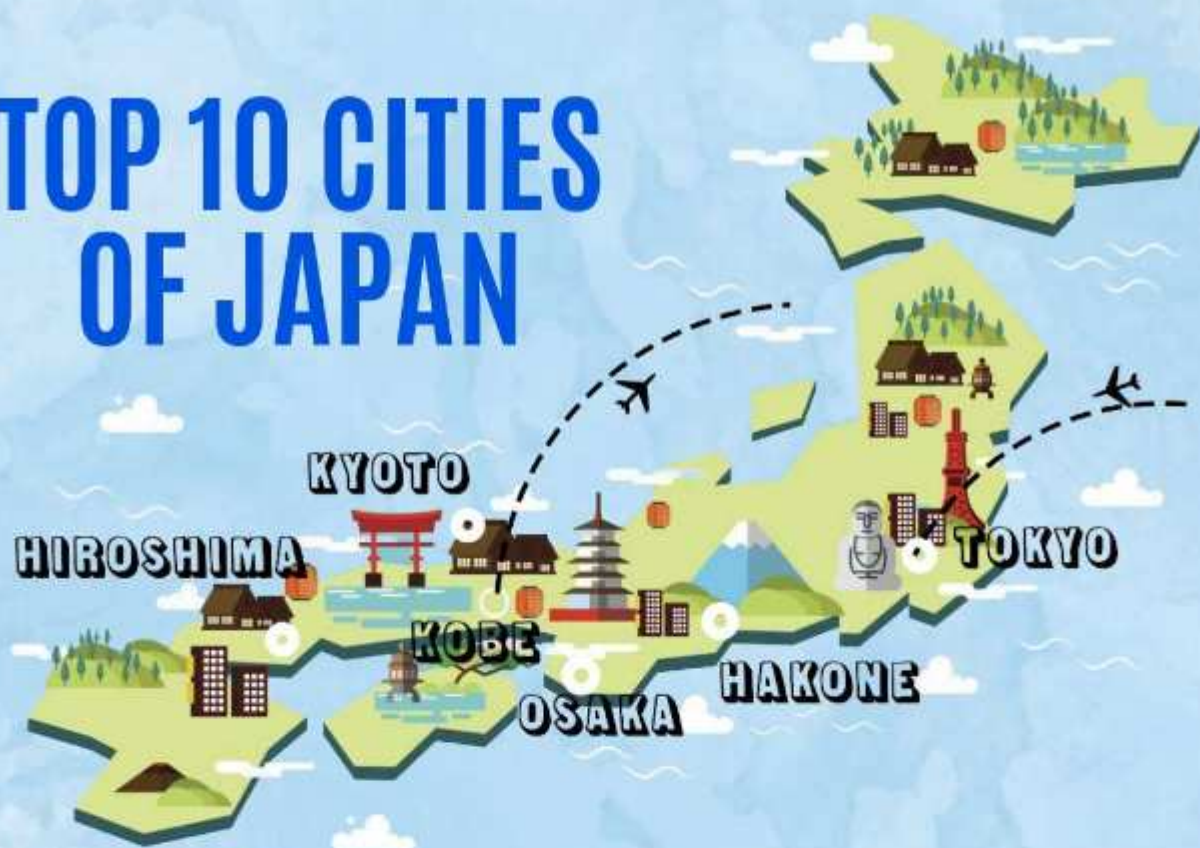 TOP 10 CITIES
OF JAPAN
KYOTO
HIROSHIMA
TOKYO
KOBE
HAKONE
OSAKA